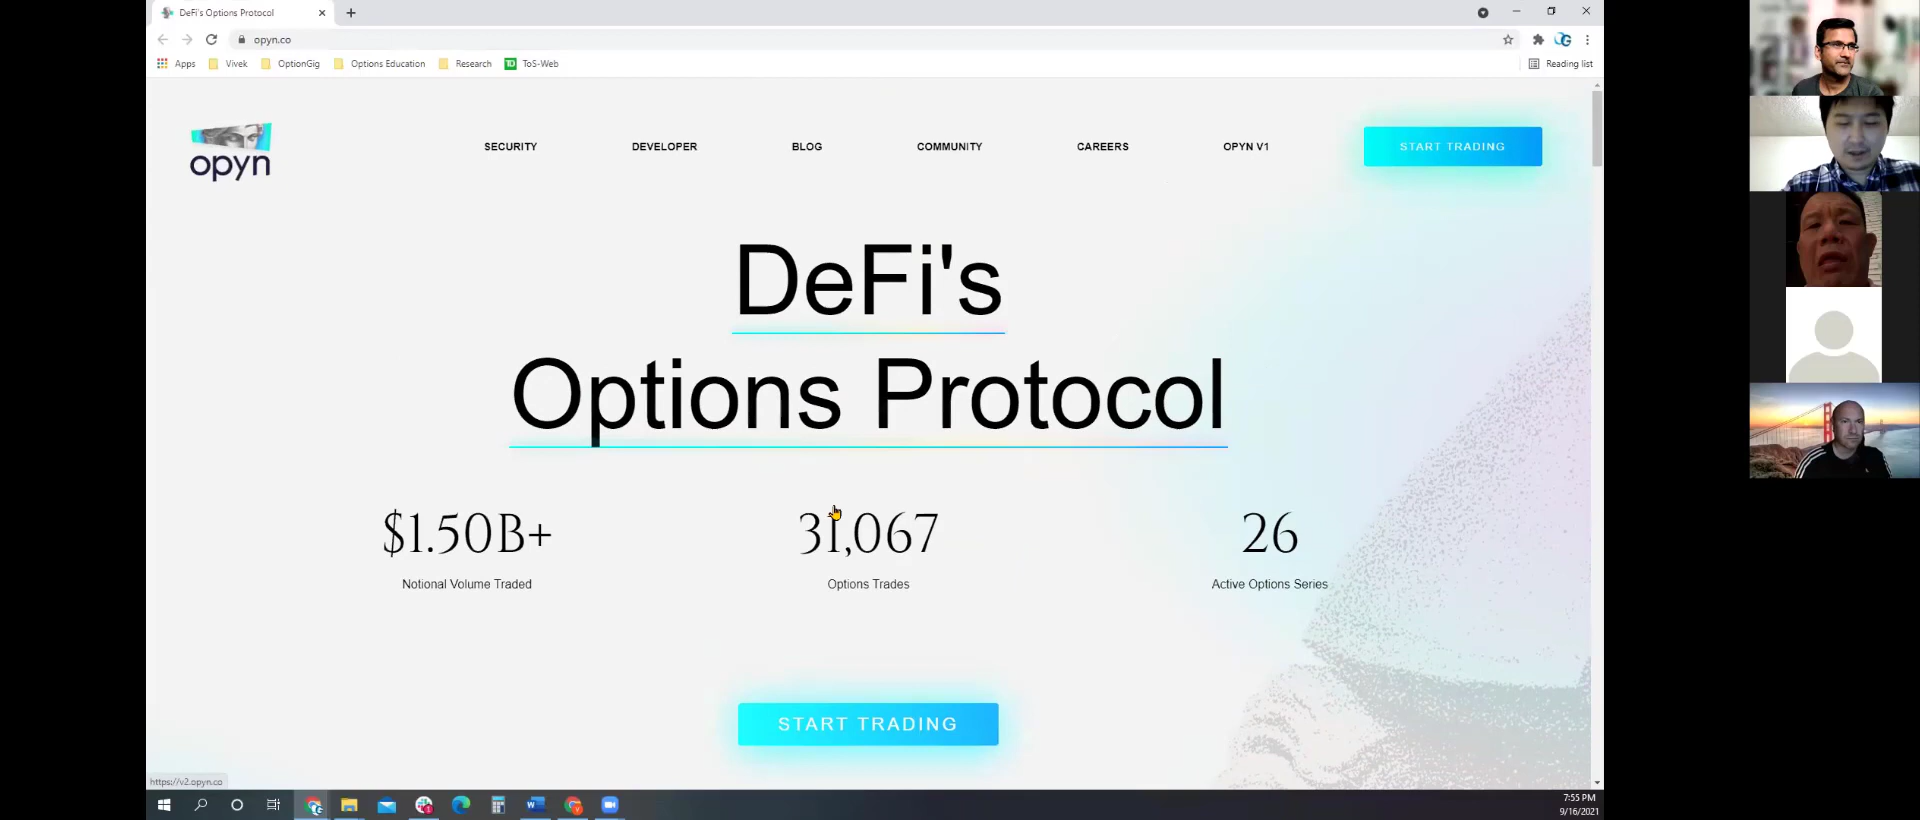 DeFi's Options Protocol
opyn.co
Apps Vivek OptionGig Options Education Research ToS-Web Reading list
opyn
SECURITY DEVELOPER BLOG COMMUNITY CAREERS OPYN V1 START TRADING
DeFi's
Options Protocol
$1.50B+ 31,067 26
Notional Volume Traded Options Trades Active Options Series
START TRADING
https://v2.opyn.co
7:55 PM
9/16/2021